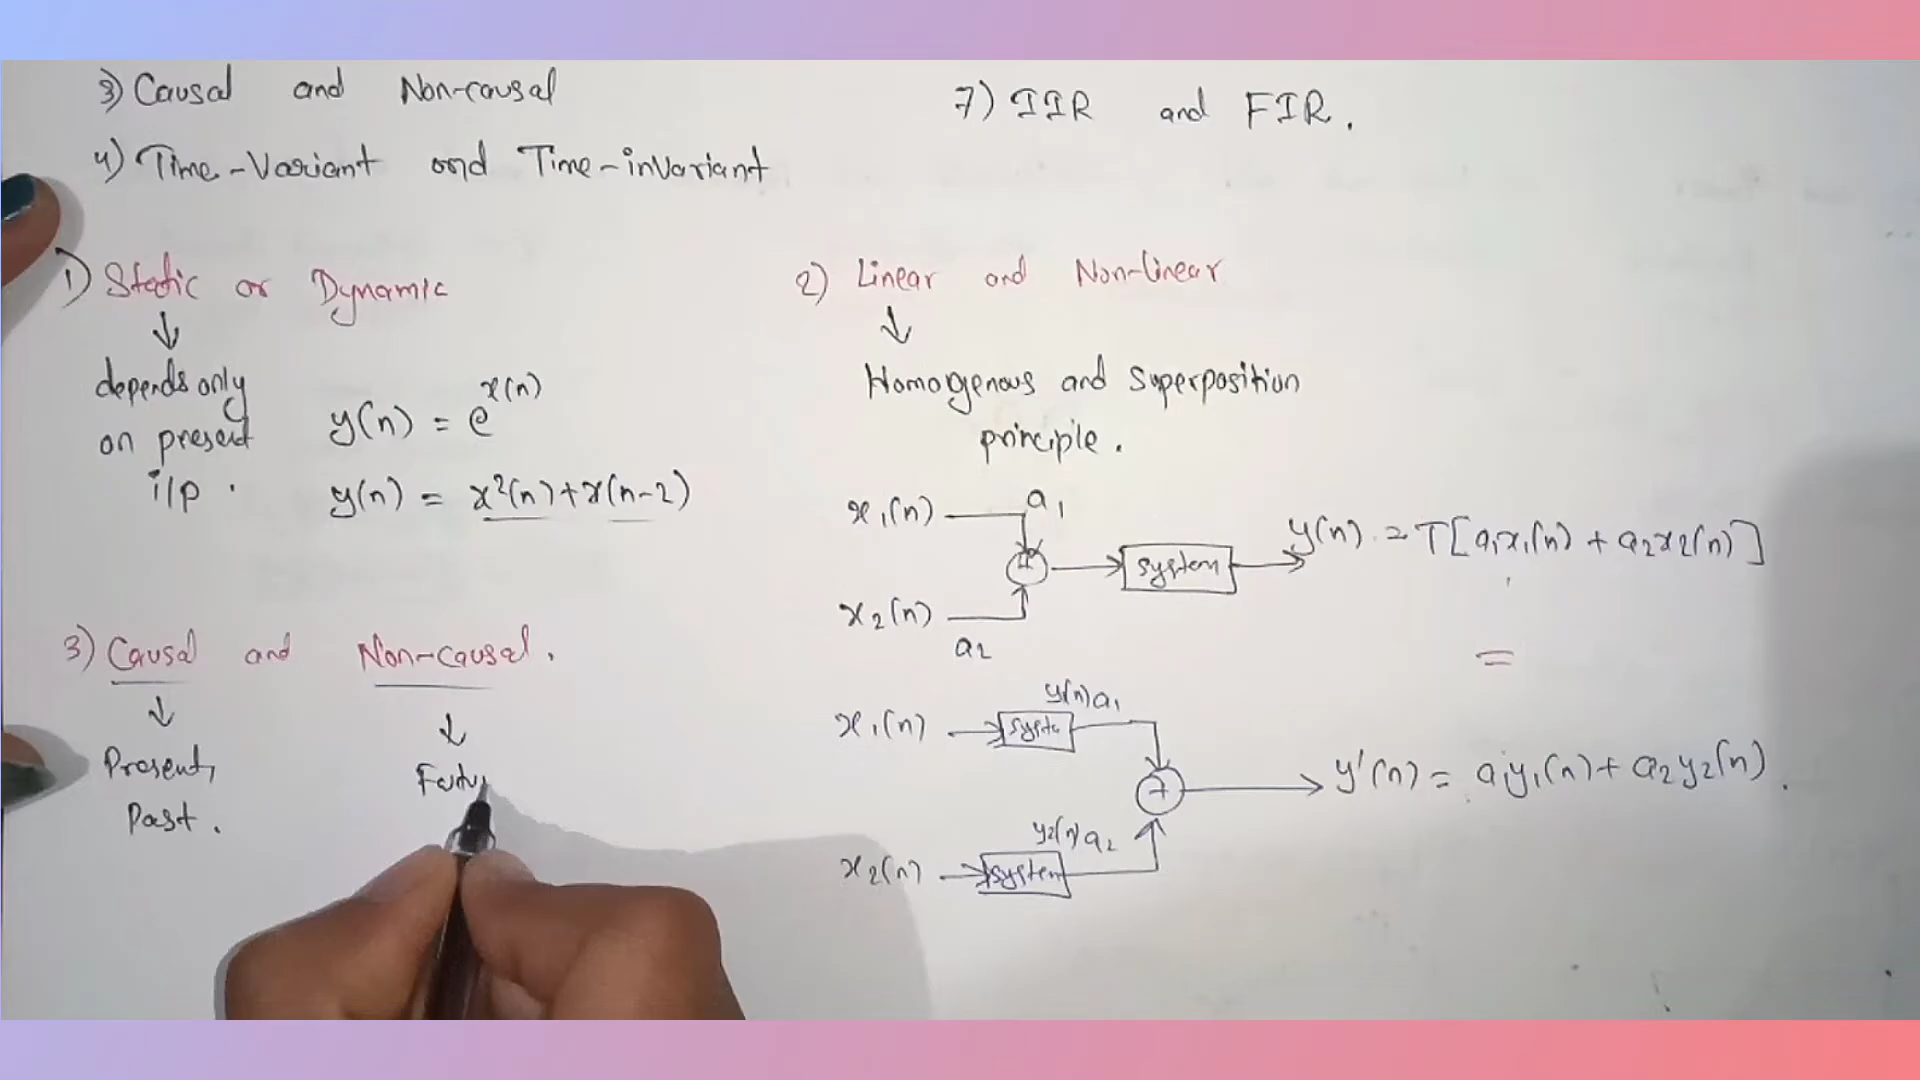 3) Causal and Non-causal
4) Time-Variant and Time-invariant
7) IIR and FIR.
1) Static or Dynamic
depends only
on present
i/p.
y(n) = e^x(n)
y(n) = x²(n)+x(n-2)
2) Linear and Non-linear
Homogenous and superposition
principle.
x1(n) a1
+ system y(n) = T[a1x1(n) + a2x2(n)]
x2(n)
a2
=
x1(n) y(n)a1
+ y'(n) = a1y1(n)+ a2y2(n).
x2(n) system y2(n) a2
3) Causal and Non-causal.
Present,
Past.